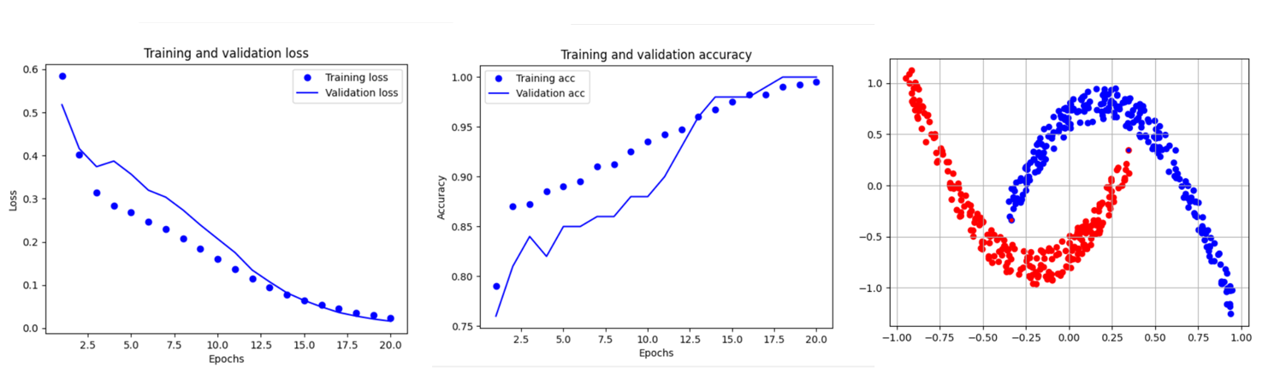 Training and validation loss
Training loss
Validation loss
0.6
0.5
0.4
0.3
0.2
0.1
0.0
Loss
2.5 5.0 7.5 10.0 12.5 15.0 17.5 20.0
Epochs
Training and validation accuracy
Training acc
Validation acc
1.00
0.95
0.90
0.85
0.80
0.75
Accuracy
2.5 5.0 7.5 10.0 12.5 15.0 17.5 20.0
Epochs
1.0
0.5
0.0
−0.5
−1.0
−1.00 −0.75 −0.50 −0.25 0.00 0.25 0.50 0.75 1.00